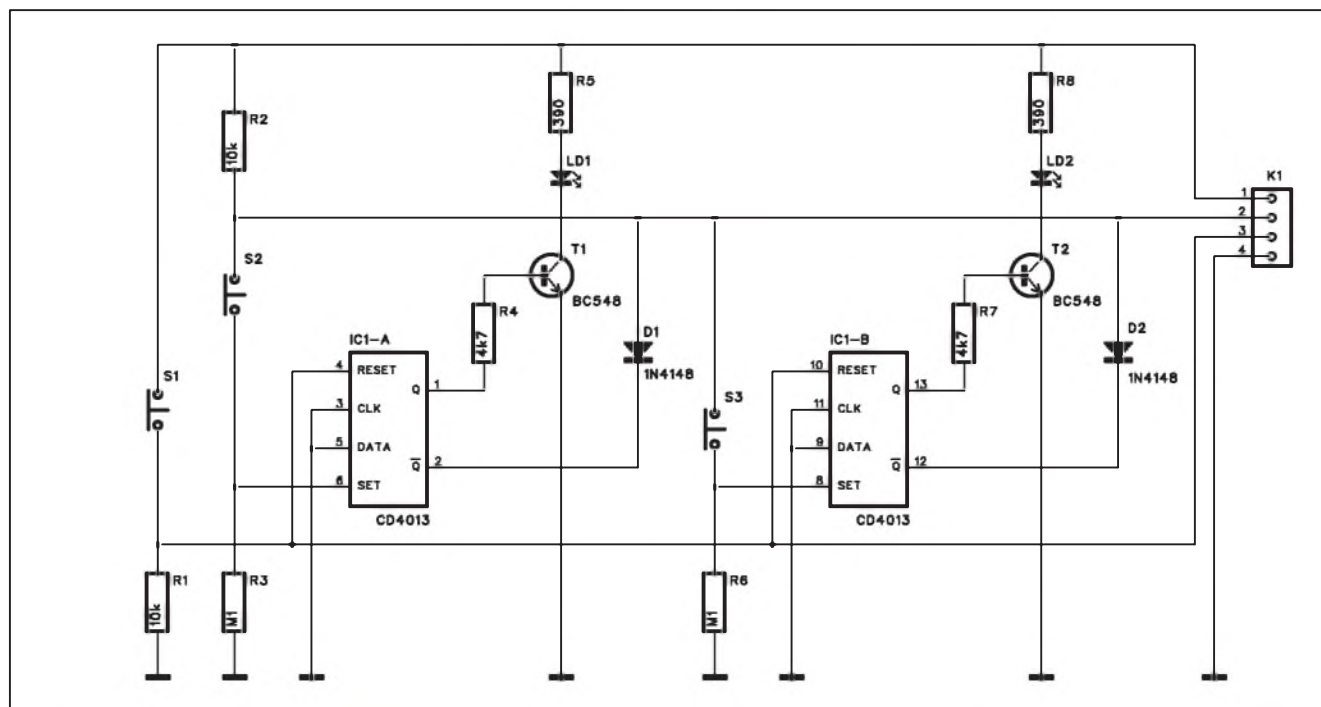 R5
390
R8
390
R2
10k
LD1
LD2
K1
1
2
3
4
T1
BC548
T2
BC548
S2
R4
4k7
R7
4k7
D1
1N4148
D2
1N4148
IC1-A
4 RESET
3 CLK
5 DATA
6 SET
Q 1
Q̅ 2
CD4013
IC1-B
10 RESET
11 CLK
9 DATA
8 SET
Q 13
Q̅ 12
CD4013
S1
S3
R1
10k
R3
M1
R6
M1